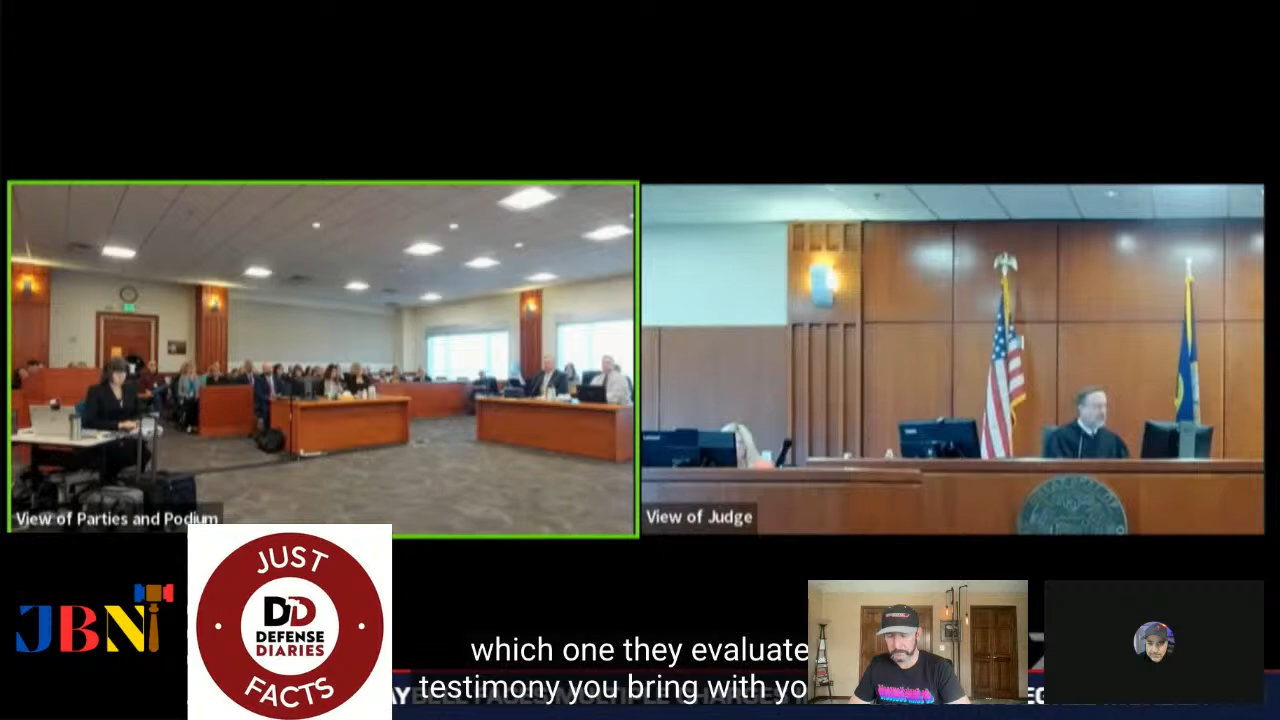 View of Parties and Podium
View of Judge
JBN
JUST
DD
DEFENSE
DIARIES
FACTS
which one they evaluate
testimony you bring with yo